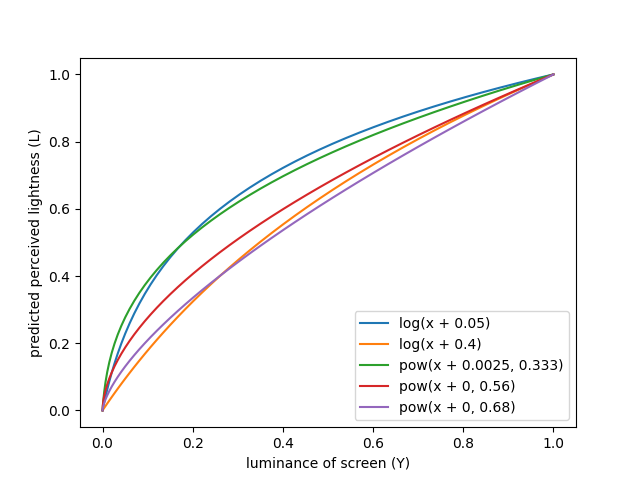 1.0
0.8
0.6
0.4
0.2
0.0
predicted perceived lightness (L)
log(x + 0.05)
log(x + 0.4)
pow(x + 0.0025, 0.333)
pow(x + 0, 0.56)
pow(x + 0, 0.68)
0.0 0.2 0.4 0.6 0.8 1.0
luminance of screen (Y)